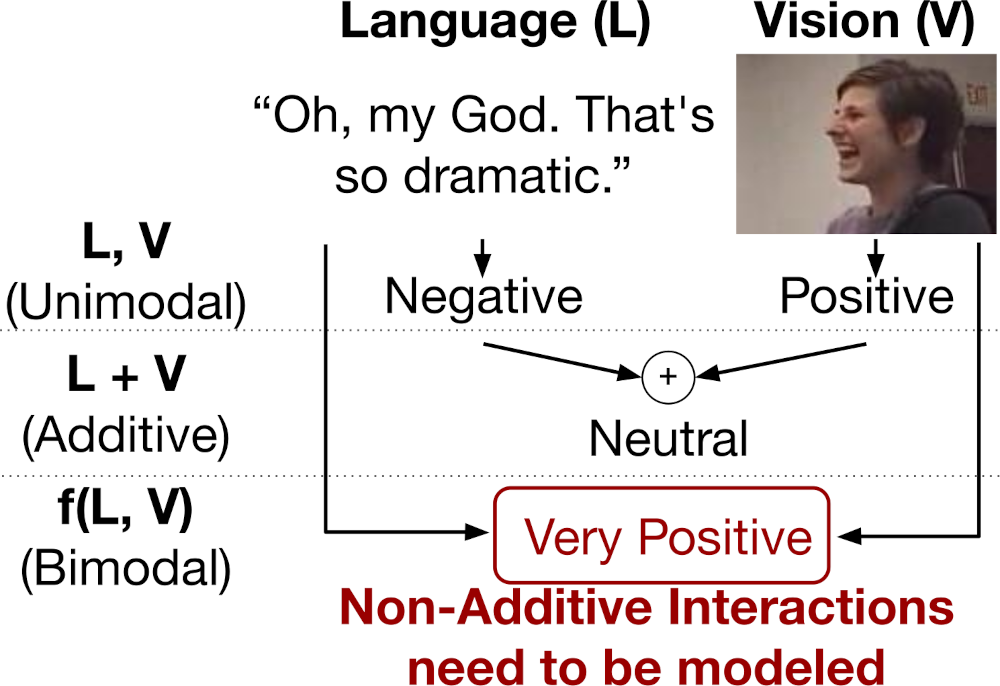 Language (L)
Vision (V)
“Oh, my God. That's
so dramatic.”
EXIT
L, V
(Unimodal)
Negative
Positive
L + V
(Additive)
+
Neutral
f(L, V)
(Bimodal)
Very Positive
Non-Additive Interactions
need to be modeled